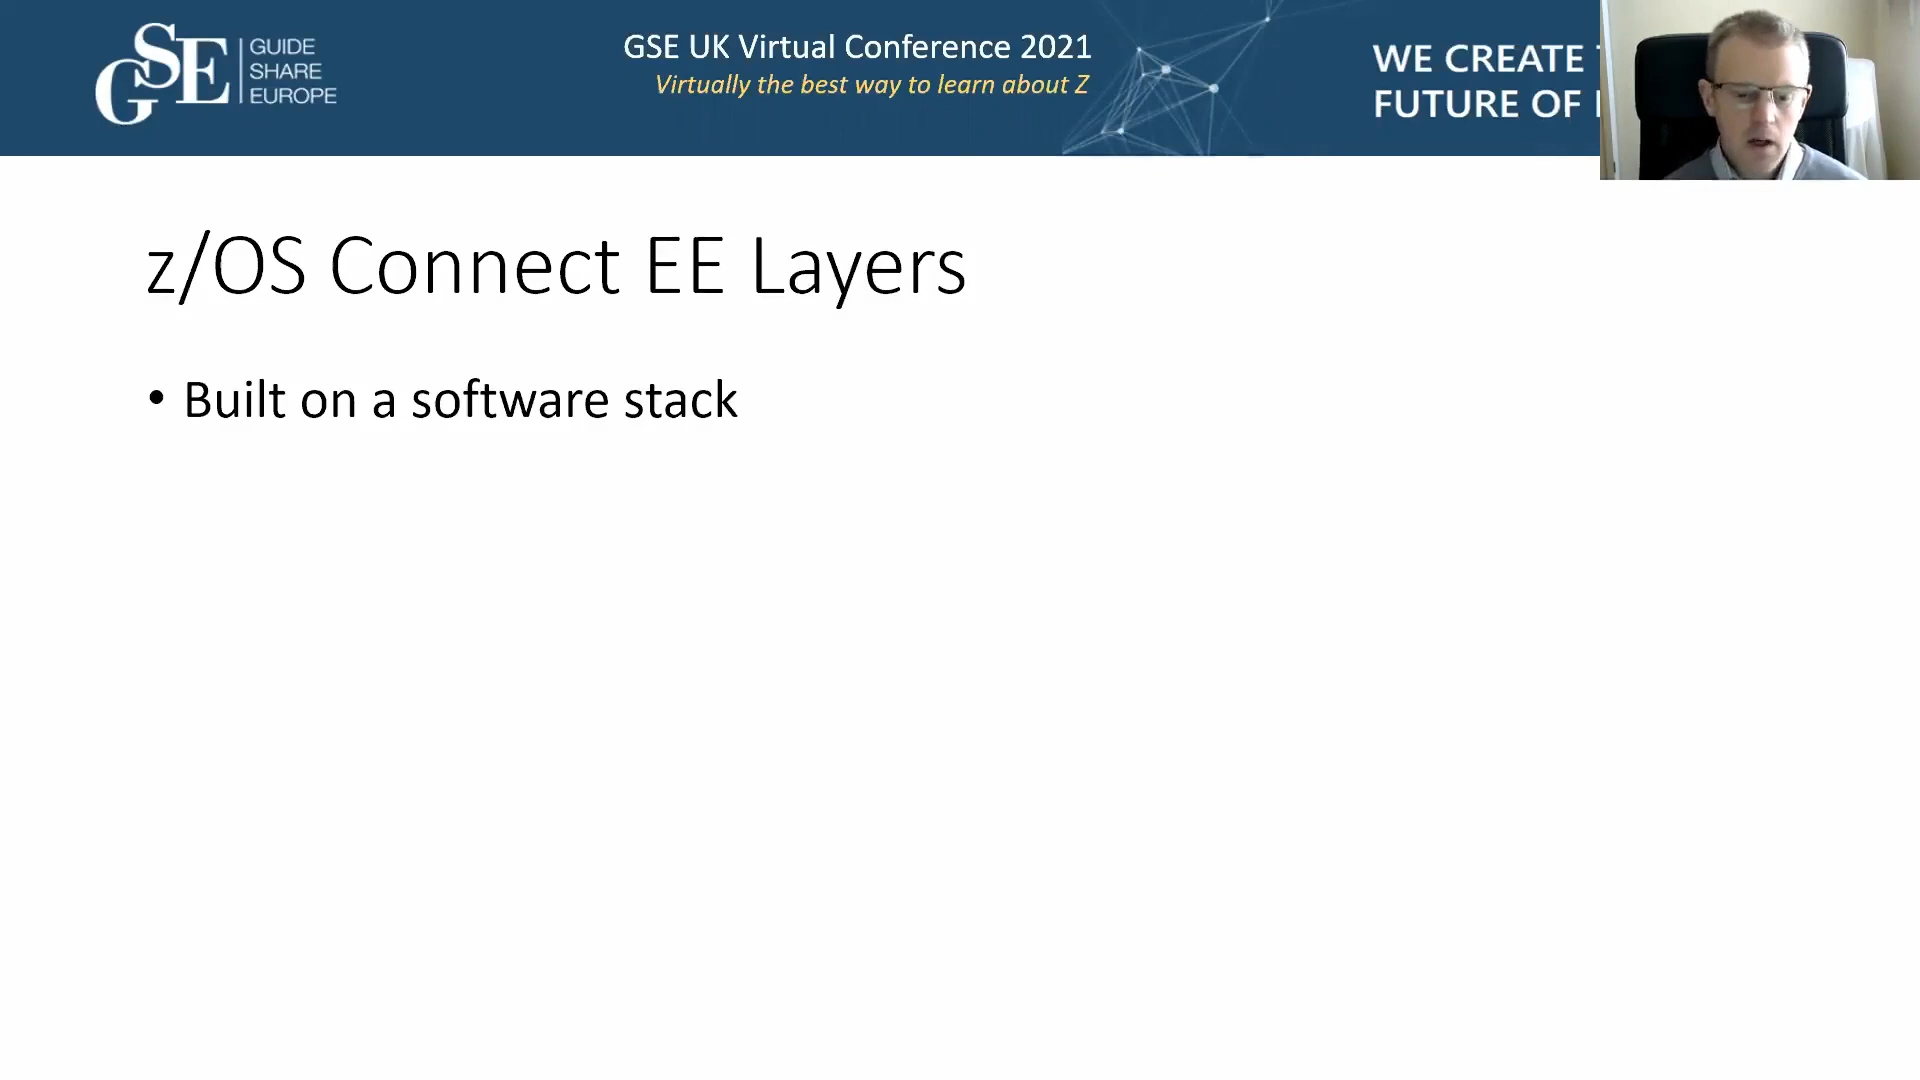 GSE
GUIDE
SHARE
EUROPE
GSE UK Virtual Conference 2021
Virtually the best way to learn about Z
WE CREATE
FUTURE OF
z/OS Connect EE Layers
• Built on a software stack